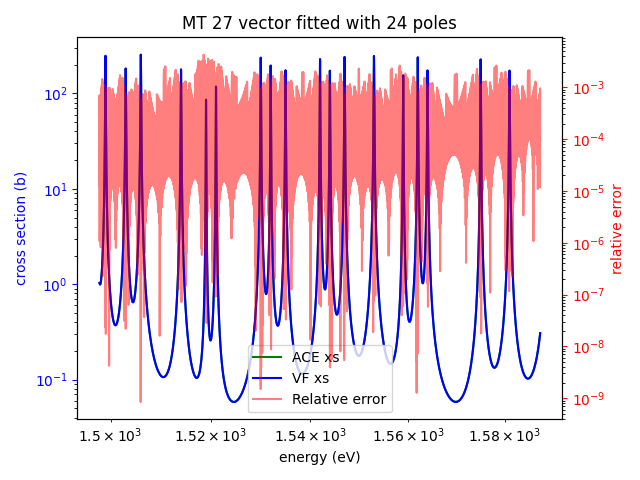 MT 27 vector fitted with 24 poles
cross section (b)
10² 10¹ 10⁰ 10⁻¹
10⁻³ 10⁻⁴ 10⁻⁵ 10⁻⁶ 10⁻⁷ 10⁻⁸ 10⁻⁹
relative error
ACE xs
VF xs
Relative error
1.5 × 10³ 1.52 × 10³ 1.54 × 10³ 1.56 × 10³ 1.58 × 10³
energy (eV)